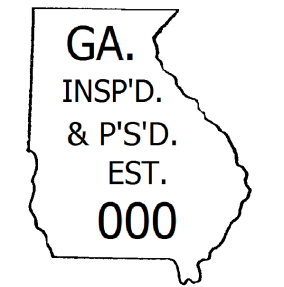 GA.
INSP'D.
& P'S'D.
EST.
000